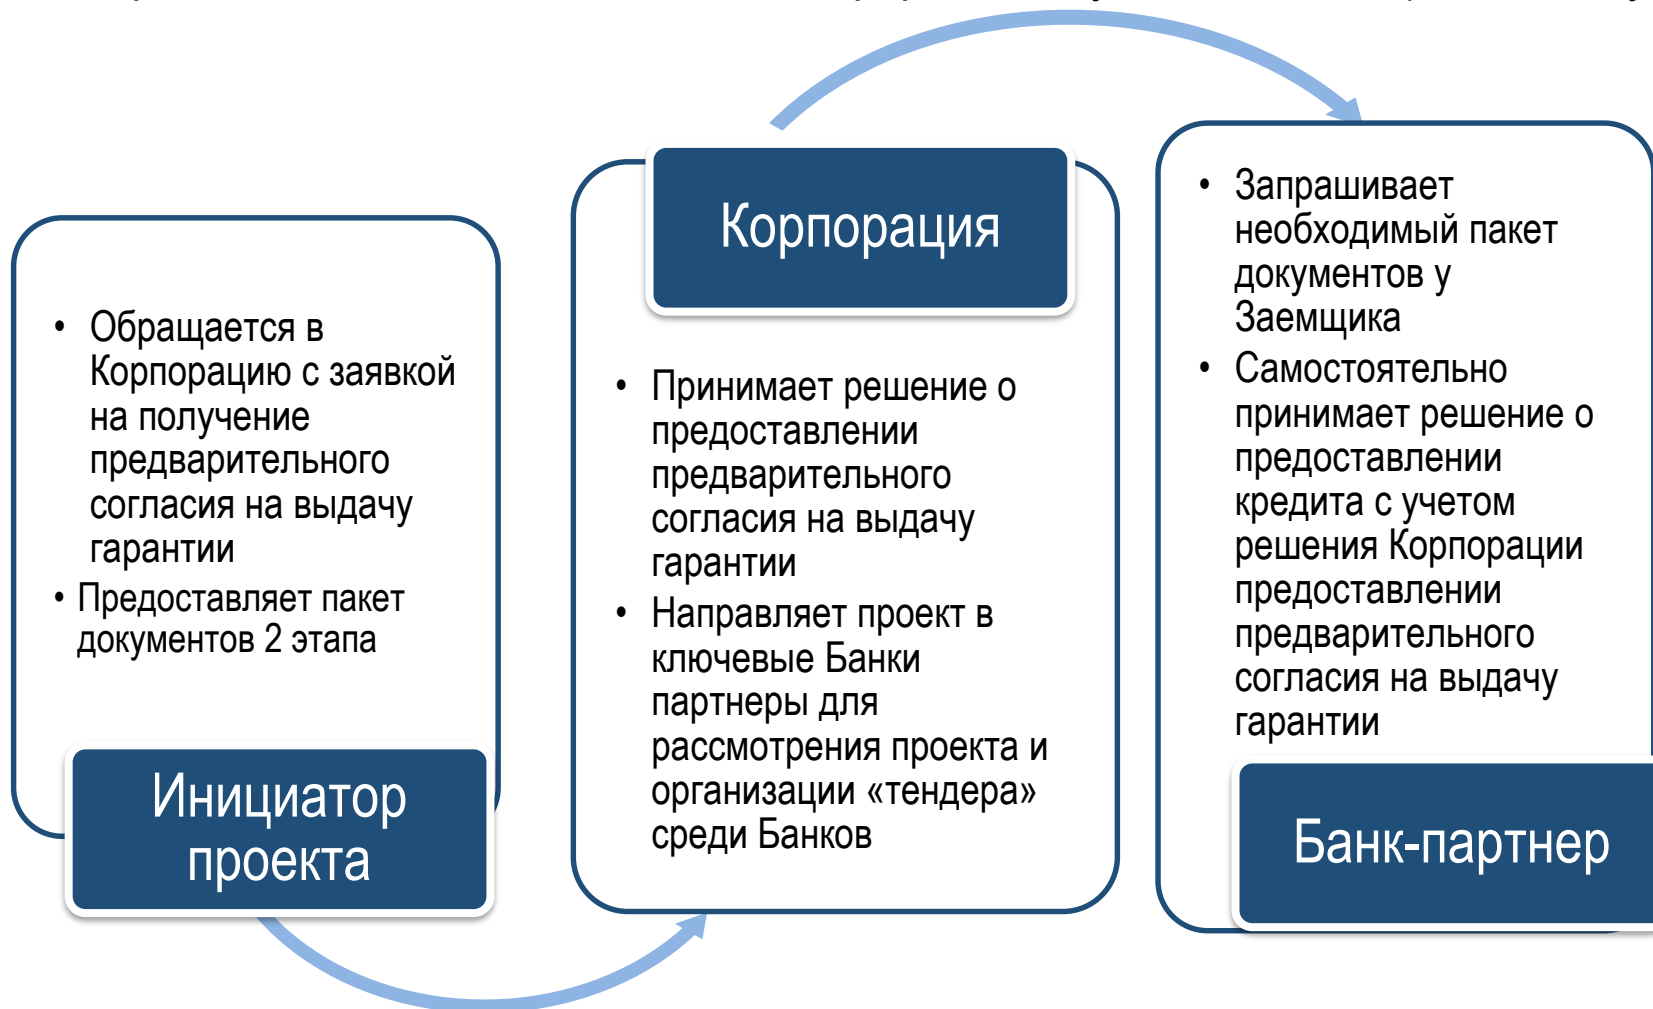 Обращается в
Корпорацию с заявкой
на получение
предварительного
согласия на выдачу
гарантии
Предоставляет пакет
документов 2 этапа
Инициатор
проекта
Корпорация
Принимает решение о
предоставлении
предварительного
согласия на выдачу
гарантии
Направляет проект в
ключевые Банки
партнеры для
рассмотрения проекта и
организации «тендера»
среди Банков
Запрашивает
необходимый пакет
документов у
Заемщика
Самостоятельно
принимает решение о
предоставлении
кредита с учетом
решения Корпорации
предоставлении
предварительного
согласия на выдачу
гарантии
Банк-партнер